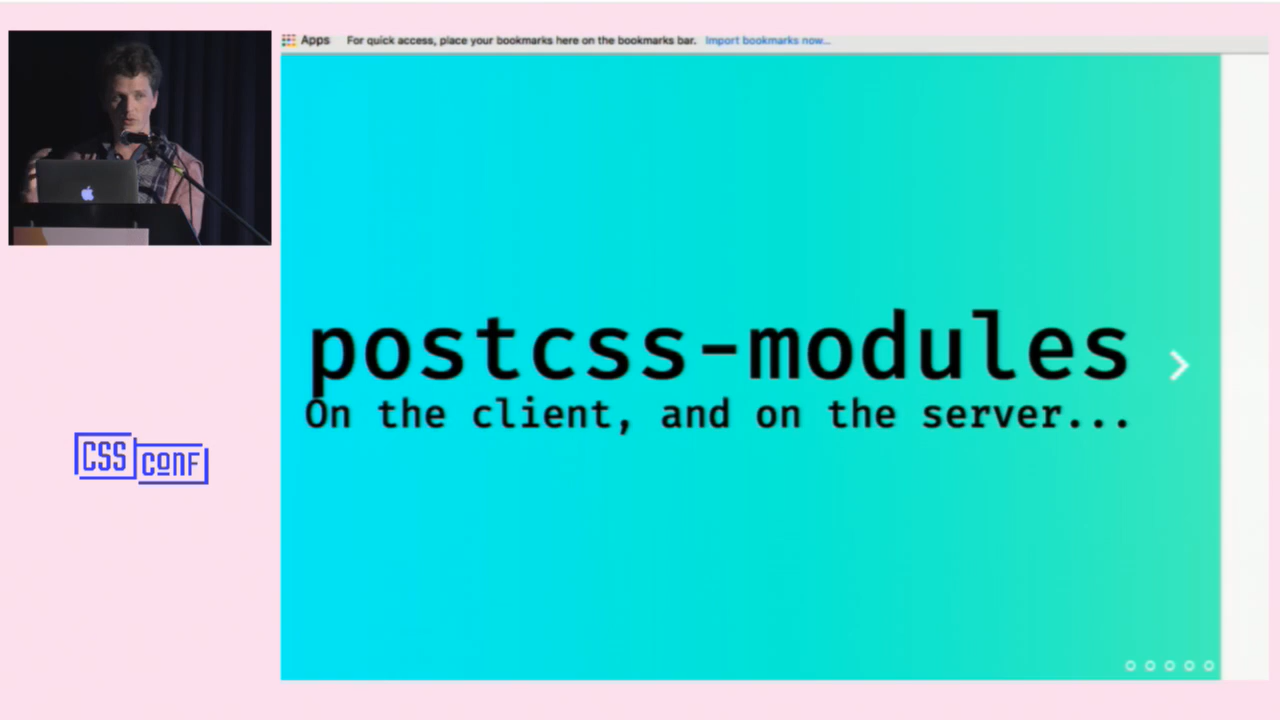 Apps For quick access, place your bookmarks here on the bookmarks bar. Import bookmarks now...
postcss-modules
On the client, and on the server...
CSS
conf